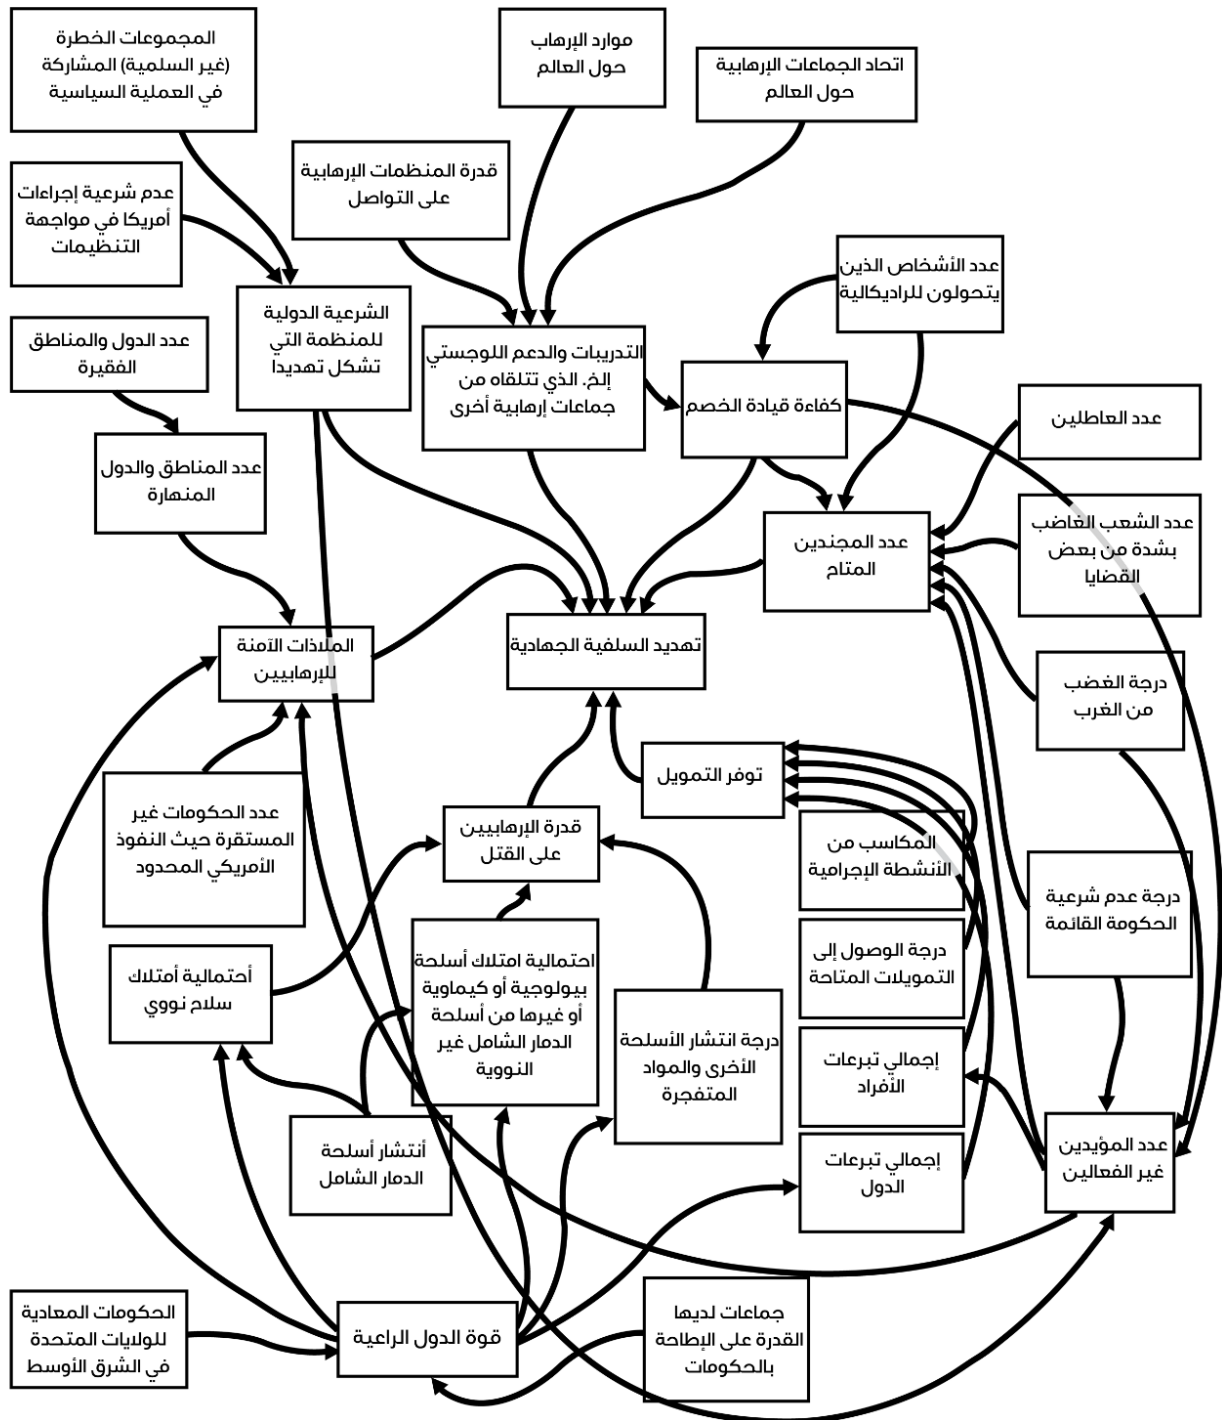 المجموعات الخطرة
(غير السلمية) المشاركة
في العملية السياسية
موارد الإرهاب
حول العالم
اتحاد الجماعات الإرهابية
حول العالم
قدرة المنظمات الإرهابية
على التواصل
عدم شرعية إجراءات
أمريكا في مواجهة
التنظيمات
عدد الأشخاص الذين
يتحولون للراديكالية
الشرعية الدولية
للمنظمة التي
تشكل تهديدا
عدد الدول والمناطق
الفقيرة
التدريبات والدعم اللوجستي
إلخ. الذي تتلقاه من
جماعات إرهابية أخرى
كفاءة قيادة الخصم
عدد العاطلين
عدد المناطق والدول
المنهارة
عدد الشعب الغاضب
بشدة من بعض
القضايا
عدد المجندين
المتاح
الملاذات الآمنة
للإرهابيين
تهديد السلفية الجهادية
درجة الغضب
من الغرب
توفر التمويل
عدد الحكومات غير
المستقرة حيث النفوذ
الأمريكي المحدود
قدرة الإرهابيين
على القتل
المكاسب من
الأنشطة الإجرامية
درجة عدم شرعية
الحكومة القائمة
أحتمالية أمتلاك
سلاح نووي
احتمالية امتلاك أسلحة
بيولوجية أو كيماوية
أو غيرها من أسلحة
الدمار الشامل غير
النووية
درجة الوصول إلى
التمويلات المتاحة
درجة انتشار الأسلحة
الأخرى والمواد
المتفجرة
إجمالي تبرعات
الأفراد
أنتشار أسلحة
الدمار الشامل
إجمالي تبرعات
الدول
عدد المؤيدين
غير الفعالين
الحكومات المعادية
للولايات المتحدة
في الشرق الأوسط
قوة الدول الراعية
جماعات لديها
القدرة على الإطاحة
بالحكومات